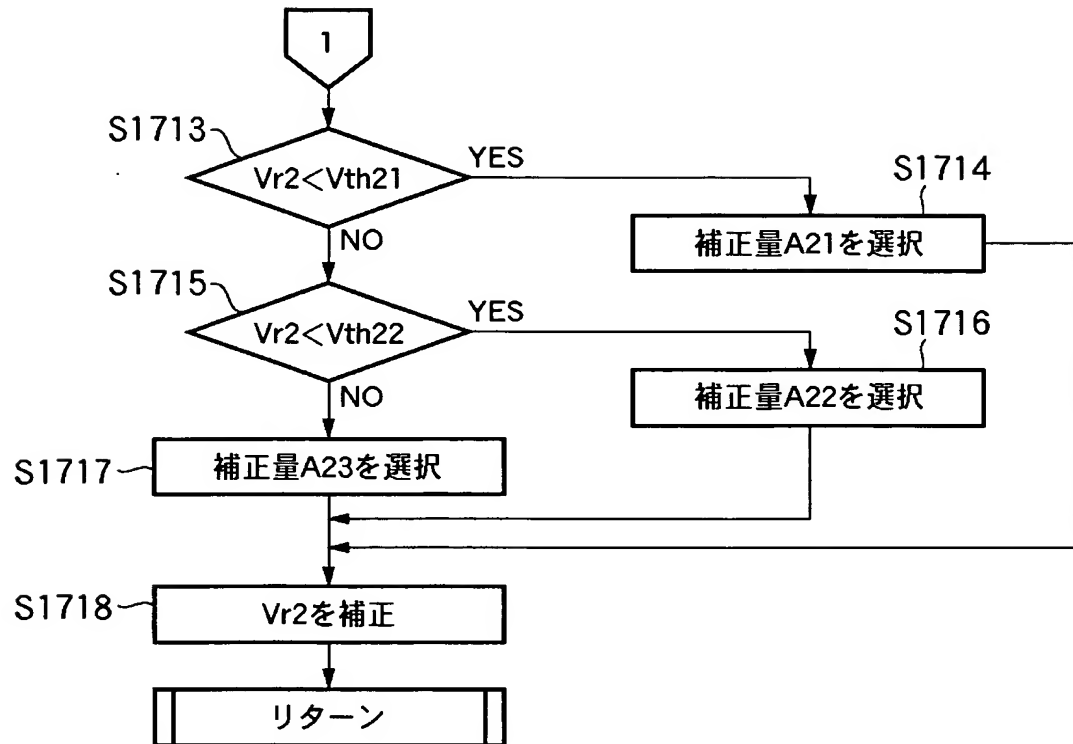 1
S1713
Vr2<Vth21
YES
S1714
補正量A21を選択
NO
S1715
Vr2<Vth22
YES
S1716
補正量A22を選択
NO
S1717
補正量A23を選択
S1718
Vr2を補正
リターン